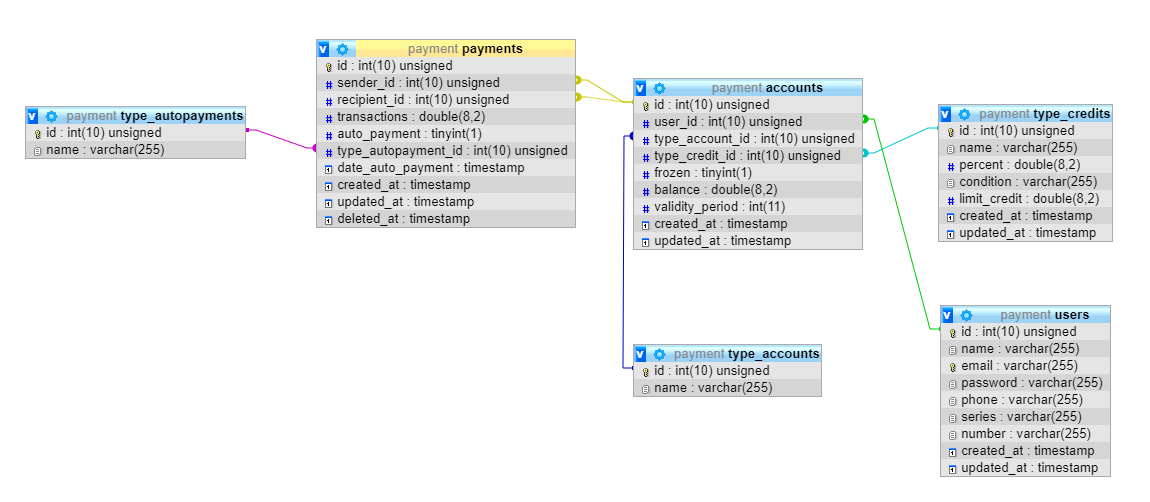 payment type_autopayments
id : int(10) unsigned
name : varchar(255)
payment payments
id : int(10) unsigned
sender_id : int(10) unsigned
recipient_id : int(10) unsigned
transactions : double(8,2)
auto_payment : tinyint(1)
type_autopayment_id : int(10) unsigned
date_auto_payment : timestamp
created_at : timestamp
updated_at : timestamp
deleted_at : timestamp
payment accounts
id : int(10) unsigned
user_id : int(10) unsigned
type_account_id : int(10) unsigned
type_credit_id : int(10) unsigned
frozen : tinyint(1)
balance : double(8,2)
validity_period : int(11)
created_at : timestamp
updated_at : timestamp
payment type_accounts
id : int(10) unsigned
name : varchar(255)
payment type_credits
id : int(10) unsigned
name : varchar(255)
percent : double(8,2)
condition : varchar(255)
limit_credit : double(8,2)
created_at : timestamp
updated_at : timestamp
payment users
id : int(10) unsigned
name : varchar(255)
email : varchar(255)
password : varchar(255)
phone : varchar(255)
series : varchar(255)
number : varchar(255)
created_at : timestamp
updated_at : timestamp